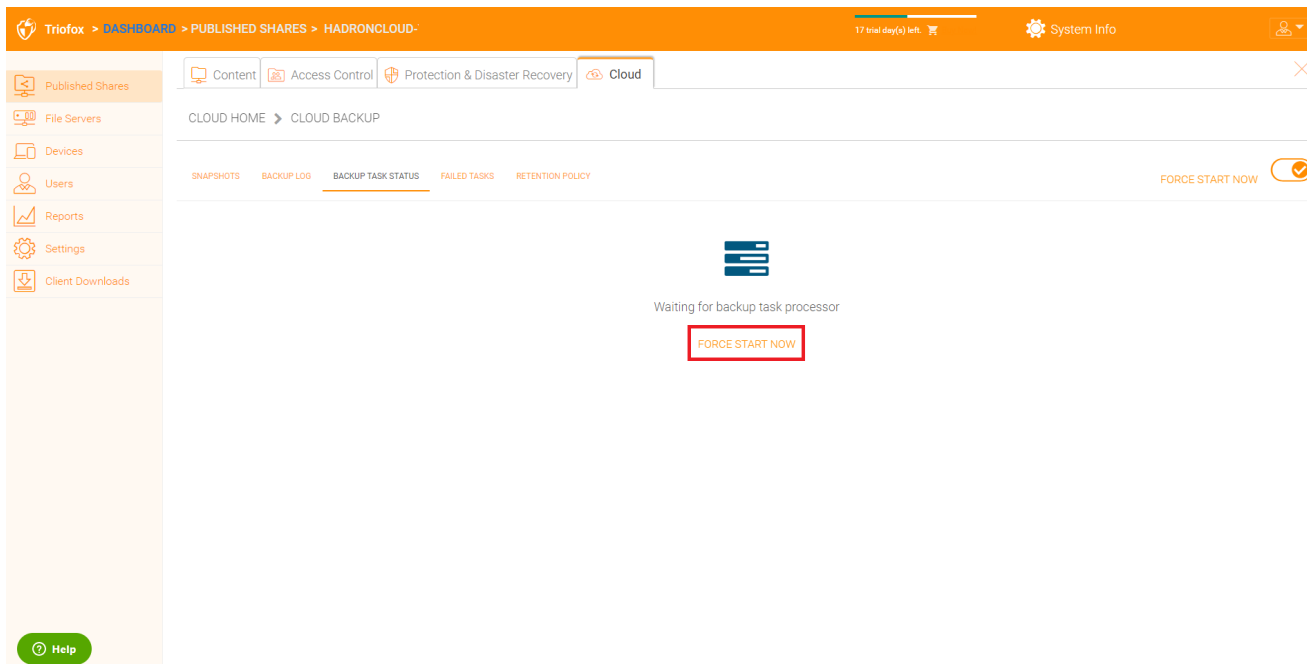 Triofox > DASHBOARD > PUBLISHED SHARES > HADRONCLOUD-
17 trial day(s) left.
System Info
Published Shares
File Servers
Devices
Users
Reports
Settings
Client Downloads
Content
Access Control
Protection & Disaster Recovery
Cloud
CLOUD HOME > CLOUD BACKUP
SNAPSHOTS BACKUP LOG BACKUP TASK STATUS FAILED TASKS RETENTION POLICY
FORCE START NOW
Waiting for backup task processor
FORCE START NOW
Help